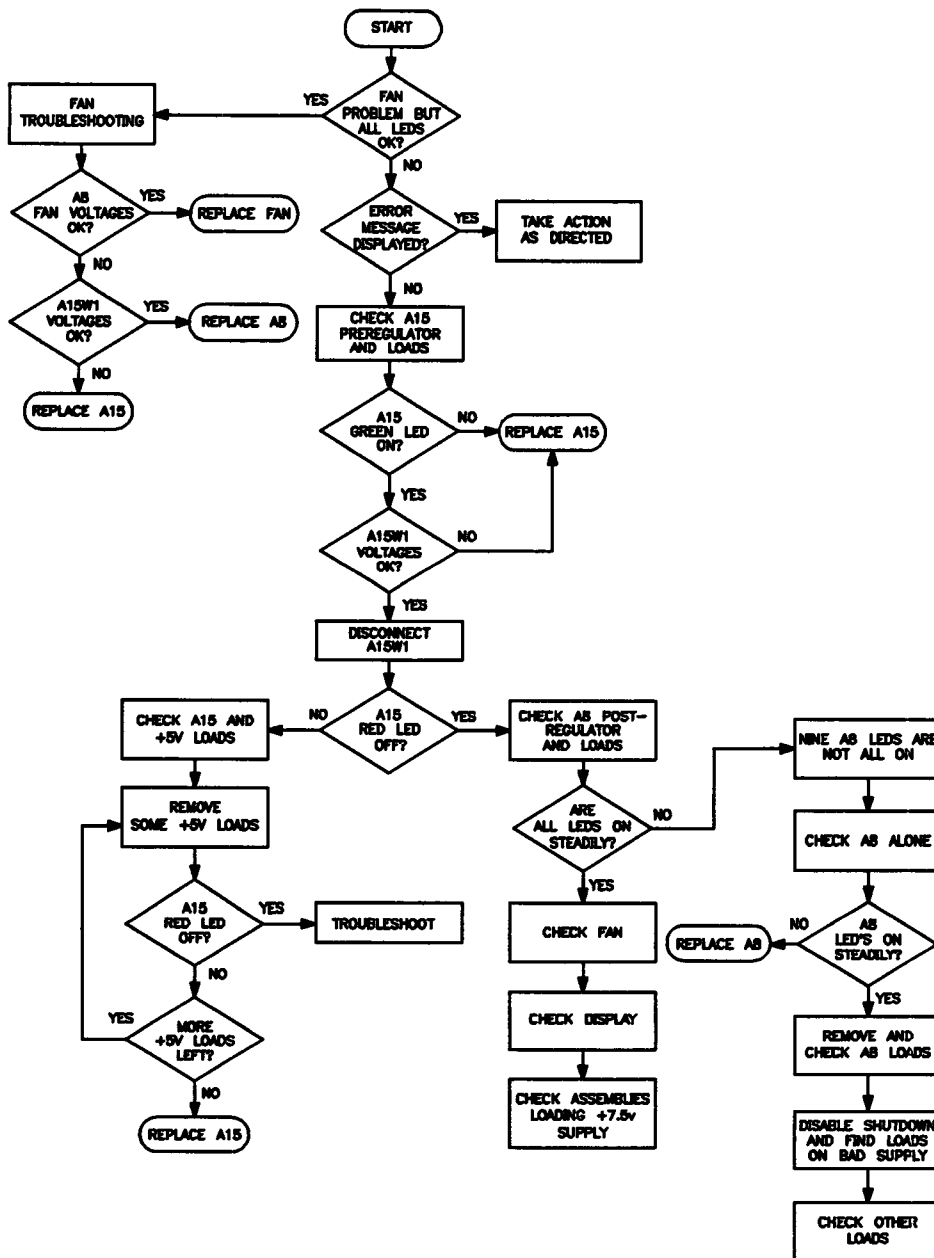 START
FAN
PROBLEM BUT
ALL LEDS
OK?
YES
NO
FAN
TROUBLESHOOTING
A8
FAN VOLTAGES
OK?
YES
REPLACE FAN
NO
A15W1
VOLTAGES
OK?
YES
REPLACE A8
NO
REPLACE A15
ERROR
MESSAGE
DISPLAYED?
YES
TAKE ACTION
AS DIRECTED
NO
CHECK A15
PREREGULATOR
AND LOADS
A15
GREEN LED
ON?
NO
REPLACE A15
YES
A15W1
VOLTAGES
OK?
NO
YES
DISCONNECT
A15W1
A15
RED LED
OFF?
NO
YES
CHECK A15 AND
+5V LOADS
REMOVE
SOME +5V LOADS
A15
RED LED
OFF?
YES
TROUBLESHOOT
NO
MORE
+5V LOADS
LEFT?
YES
NO
REPLACE A15
CHECK A8 POST-
REGULATOR
AND LOADS
ARE
ALL LEDS ON
STEADILY?
NO
YES
CHECK FAN
CHECK DISPLAY
CHECK ASSEMBLIES
LOADING +7.5v
SUPPLY
NINE A8 LEDS ARE
NOT ALL ON
CHECK A8 ALONE
A8
LED'S ON
STEADILY?
NO
REPLACE A8
YES
REMOVE AND
CHECK A8 LOADS
DISABLE SHUTDOWN
AND FIND LOADS
ON BAD SUPPLY
CHECK OTHER
LOADS